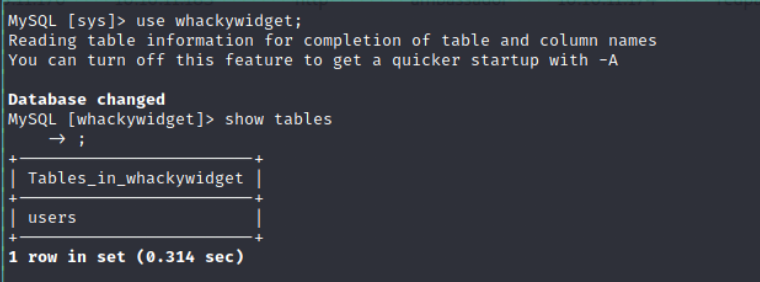 MySQL [sys]> use whackywidget;
Reading table information for completion of table and column names
You can turn off this feature to get a quicker startup with -A
Database changed
MySQL [whackywidget]> show tables
    → ;
+------------------------+
| Tables_in_whackywidget |
+------------------------+
| users                  |
+------------------------+
1 row in set (0.314 sec)